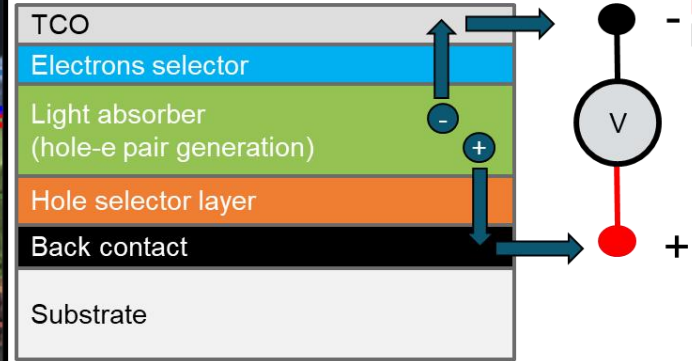 TCO
-
Electrons selector
Light absorber
(hole-e pair generation)
-
+
V
Hole selector layer
Back contact
+
Substrate